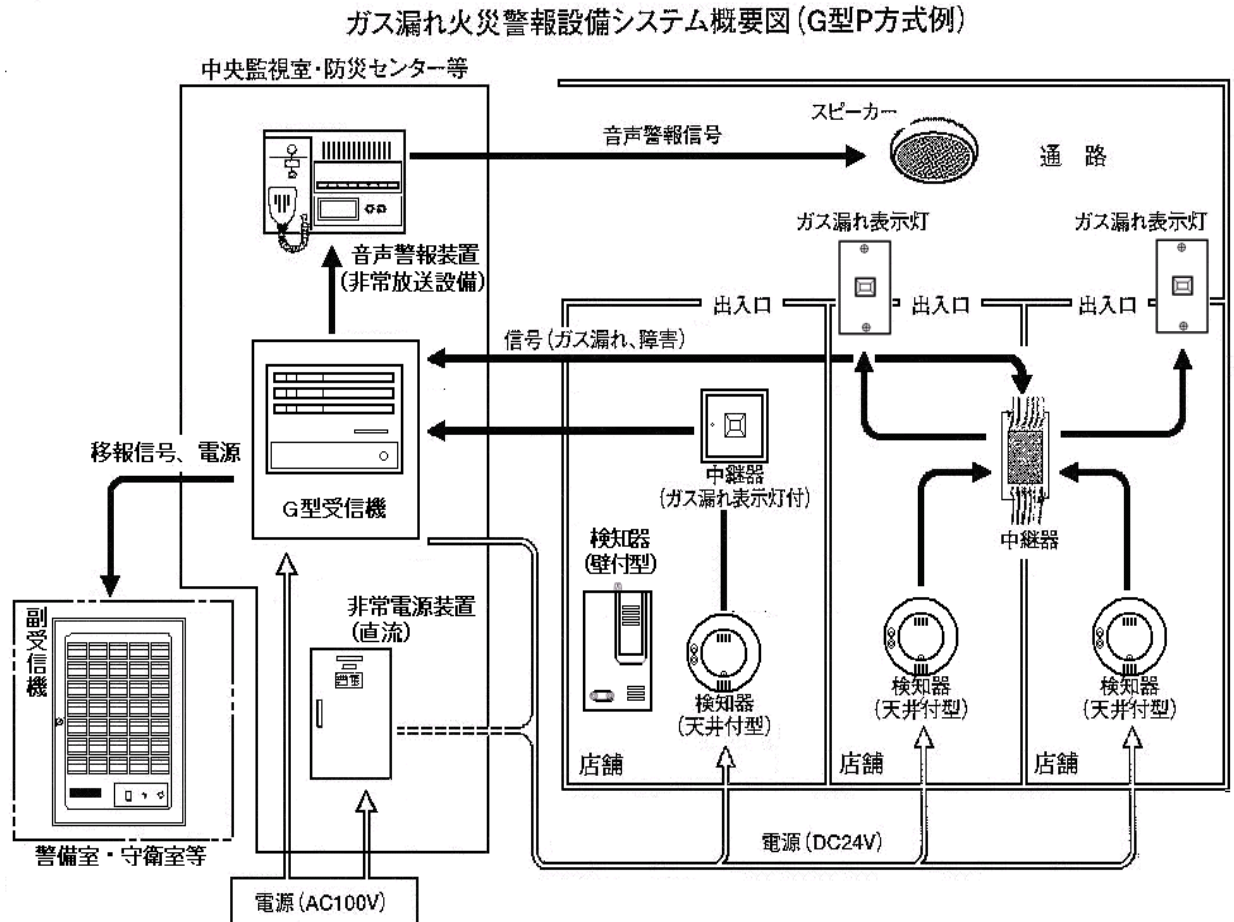 ガス漏れ火災警報設備システム概要図(G型P方式例)
中央監視室・防災センター等
音声警報信号
スピーカー
通 路
ガス漏れ表示灯
ガス漏れ表示灯
音声警報装置
(非常放送設備)
出入口
出入口
出入口
信号(ガス漏れ、障害)
移報信号、電源
G型受信機
中継器
(ガス漏れ表示灯付)
中継器
検知器
(壁付型)
非常電源装置
(直流)
副受信機
検知器
(天井付型)
検知器
(天井付型)
検知器
(天井付型)
店舗
店舗
店舗
電源(DC24V)
警備室・守衛室等
電源(AC100V)